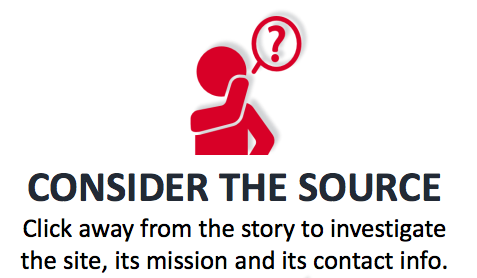 ?
CONSIDER THE SOURCE
Click away from the story to investigate
the site, its mission and its contact info.